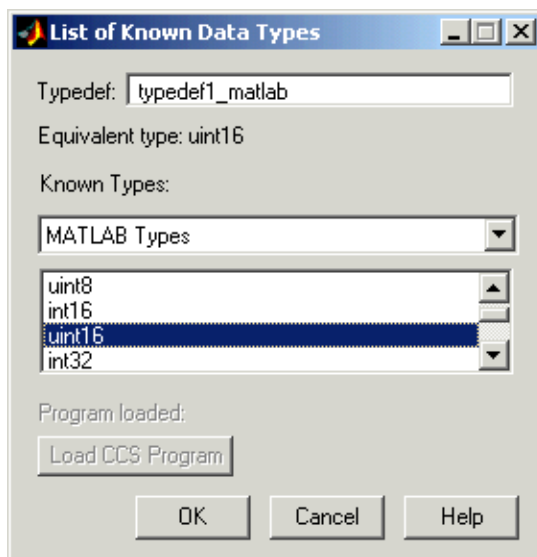 List of Known Data Types
Typedef: typedef1_matlab
Equivalent type: uint16
Known Types:
MATLAB Types
uint8
int16
uint16
int32
Program loaded:
Load CCS Program
OK Cancel Help